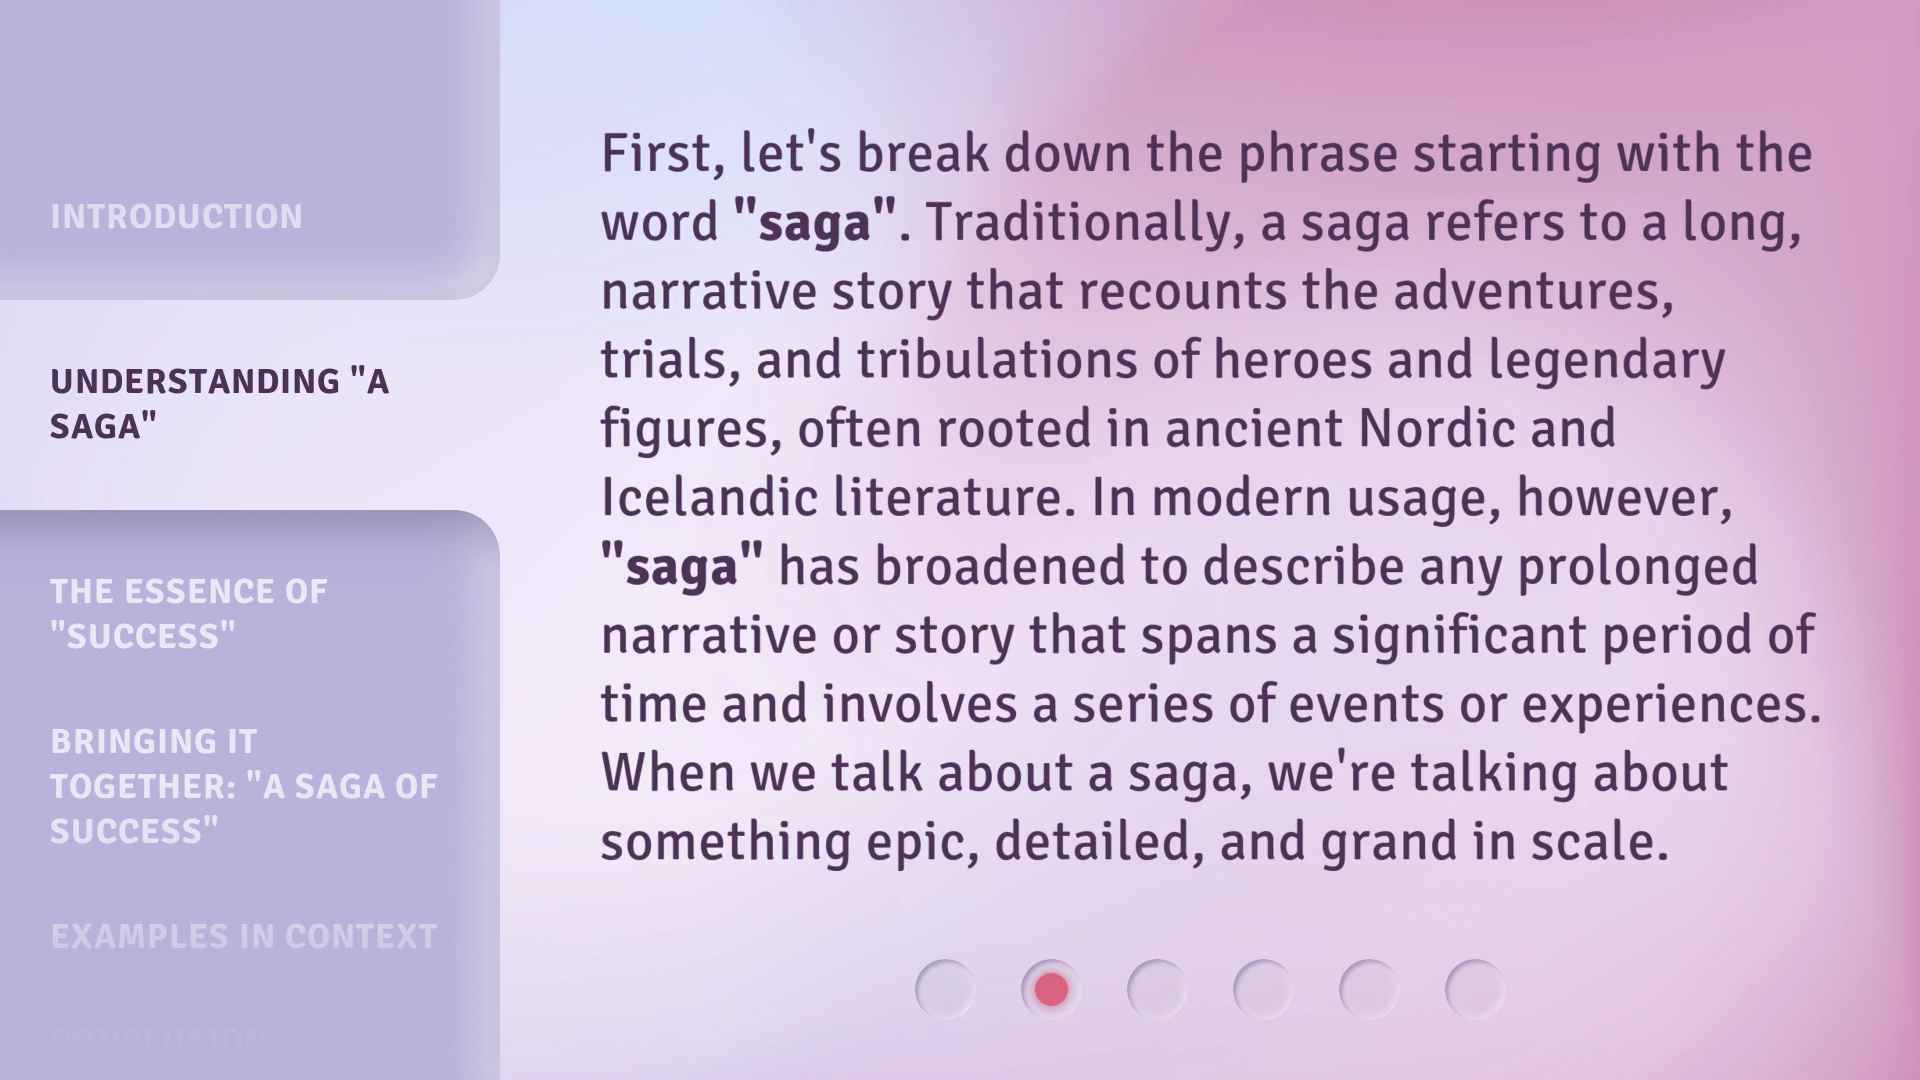 INTRODUCTION
UNDERSTANDING "A
SAGA"
THE ESSENCE OF
"SUCCESS"
BRINGING IT
TOGETHER: "A SAGA OF
SUCCESS"
EXAMPLES IN CONTEXT
CONCLUSION
First, let's break down the phrase starting with the
word "saga". Traditionally, a saga refers to a long,
narrative story that recounts the adventures,
trials, and tribulations of heroes and legendary
figures, often rooted in ancient Nordic and
Icelandic literature. In modern usage, however,
"saga" has broadened to describe any prolonged
narrative or story that spans a significant period of
time and involves a series of events or experiences.
When we talk about a saga, we're talking about
something epic, detailed, and grand in scale.